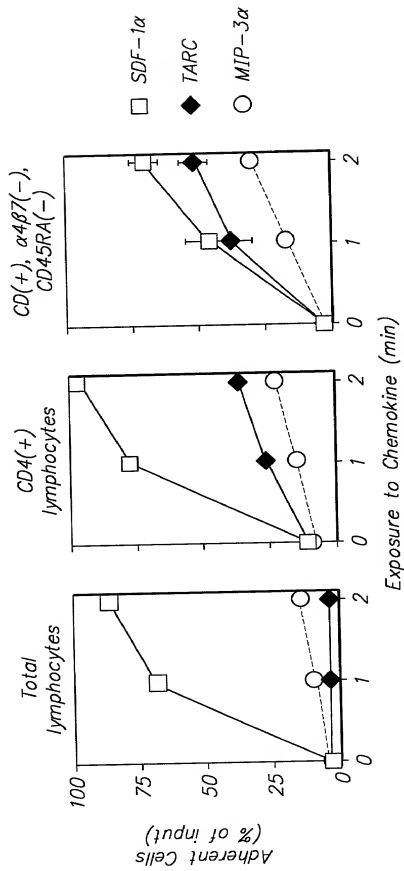 Total
lymphocytes
CD4(+)
lymphocytes
CD(+), α4β7(-),
CD45RA(-)
SDF-1α
TARC
MIP-3α
Adherent Cells
(% of input)
100
75
50
25
0
0 1 2
0 1 2
0 1 2
Exposure to Chemokine (min)